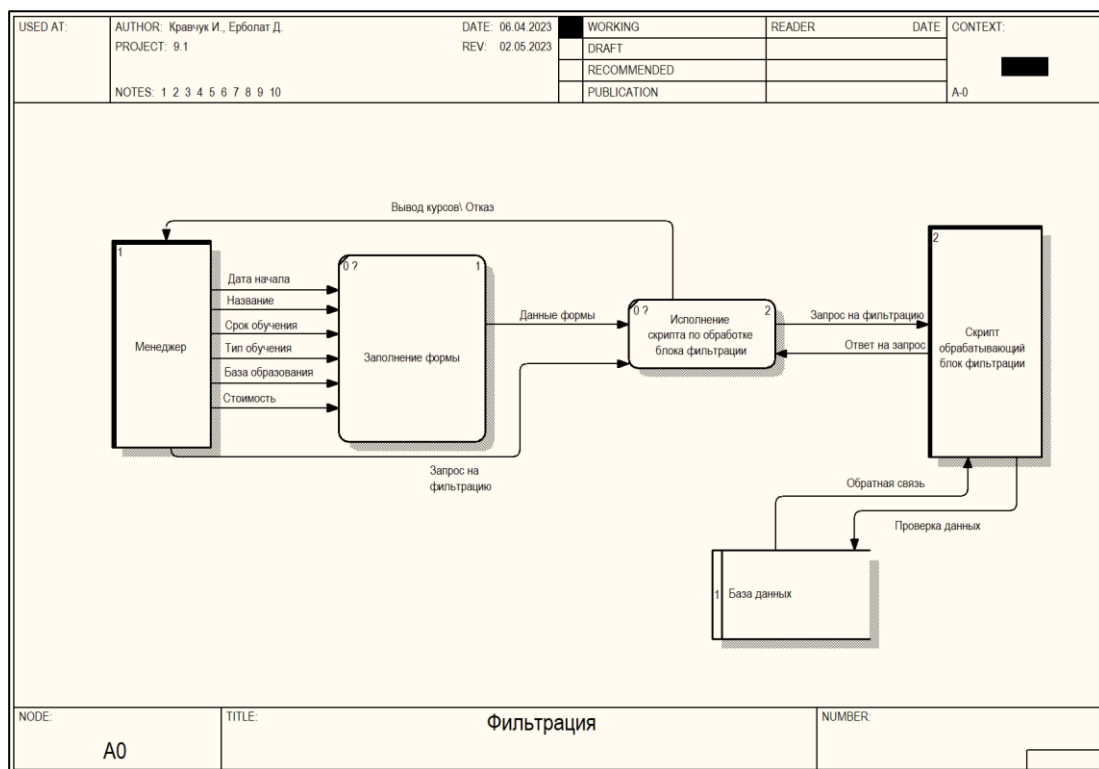 USED AT:
AUTHOR: Кравчук И., Ерболат Д.
DATE: 06.04.2023
PROJECT: 9.1
REV: 02.05.2023
NOTES: 1 2 3 4 5 6 7 8 9 10
WORKING
DRAFT
RECOMMENDED
PUBLICATION
READER
DATE
CONTEXT:
A-0
Вывод курсов\ Отказ
1
Менеджер
Дата начала
Название
Срок обучения
Тип обучения
База образования
Стоимость
0 ?
1
Заполнение формы
Данные формы
Запрос на
фильтрацию
0 ?
2
Исполнение
скрипта по обработке
блока фильтрации
Запрос на фильтрацию
Ответ на запрос
2
Скрипт
обрабатывающий
блок фильтрации
Обратная связь
Проверка данных
1
База данных
NODE:
A0
TITLE:
Фильтрация
NUMBER: